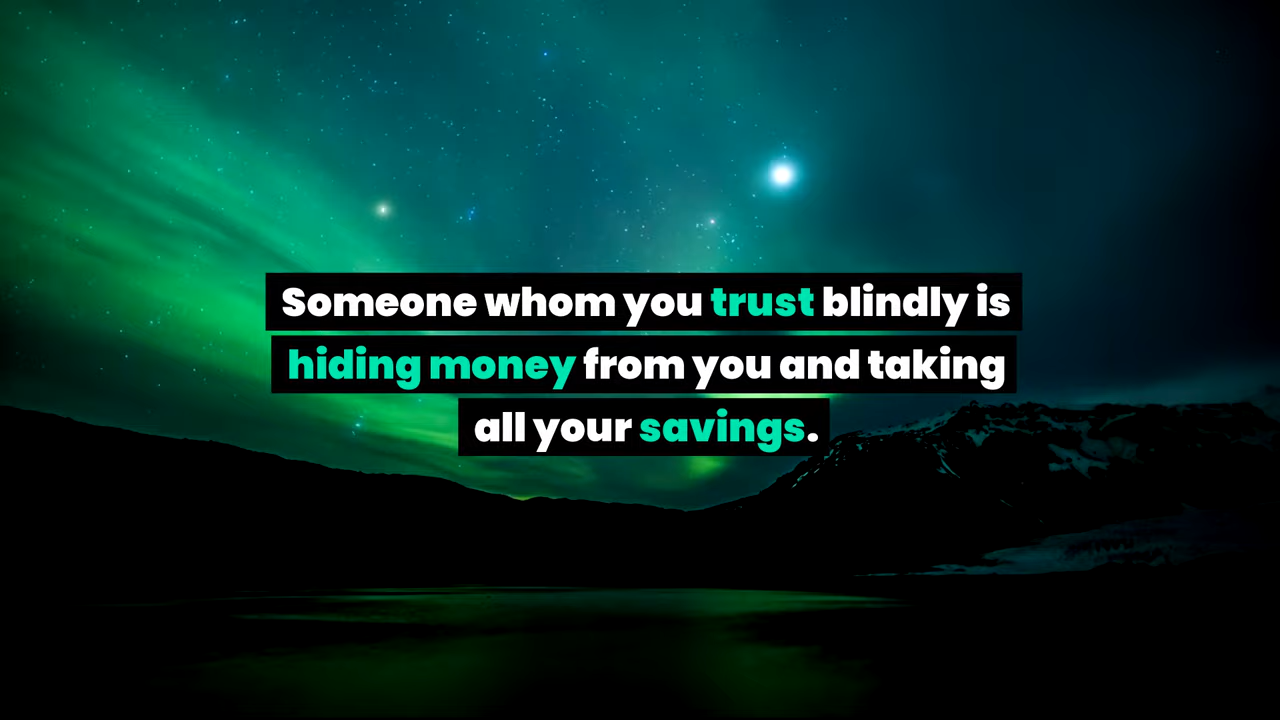 Someone whom you trust blindly is
hiding money from you and taking
all your savings.